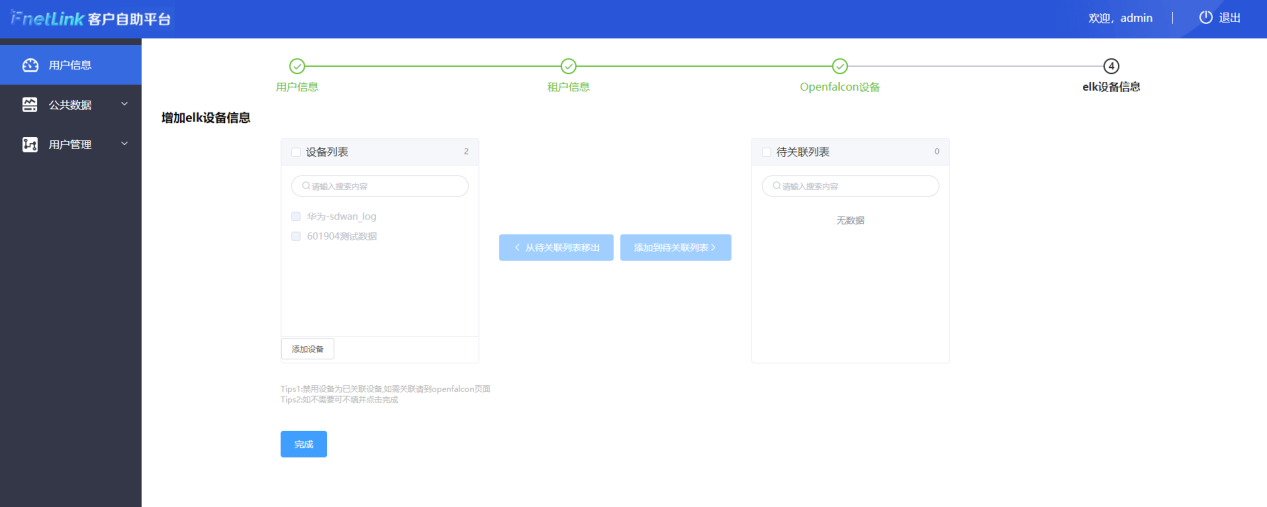 FnetLink 客户自助平台
欢迎, admin | 退出
用户信息
公共数据
用户管理
用户信息
租户信息
Openfalcon设备
4
elk设备信息
增加elk设备信息
设备列表 2
请输入搜索内容
华为-sdwan_log
601904测试数据
添加设备
从待关联列表移出
添加到待关联列表
待关联列表 0
请输入搜索内容
无数据
Tips1:禁用设备为已关联设备,如需关联请到openfalcon页面
Tips2:如不需要可不填并点击完成
完成